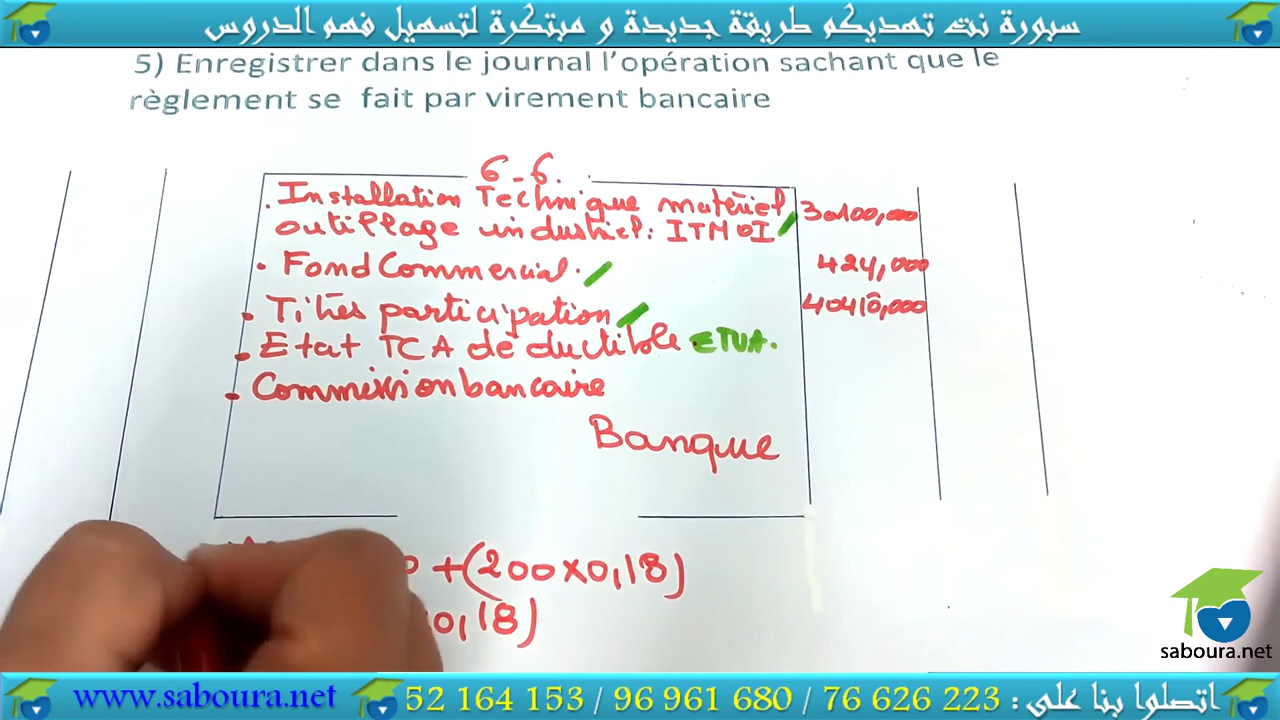 سبورة نت تهديكم طريقة جديدة و مبتكرة لتسهيل فهم الدروس
5) Enregistrer dans le journal l'opération sachant que le
règlement se fait par virement bancaire
6-6.
. Installation Technique matériel 30100,000
outillage industriel: ITMOI
. Fond Commercial. 424,000
. Titres participation 40410,000
. Etat TCA deductible ETVA.
. Commission bancaire
Banque
+(200x0,18)
0,18)
saboura.net
www.saboura.net
52 164 153 / 96 961 680 / 76 626 223 : اتصلوا بنا على